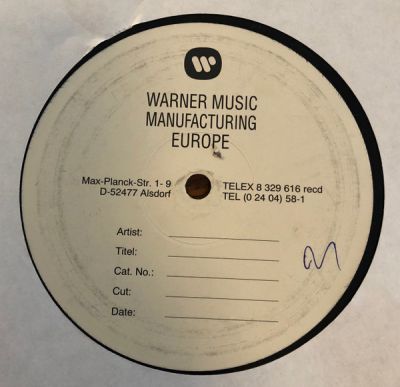 WARNER MUSIC
MANUFACTURING
EUROPE
Max-Planck-Str. 1-9
D-52477 Alsdorf
TELEX 8 329 616 recd
TEL (0 24 04) 58-1
Artist:
Titel:
Cat. No.:
Cut:
Date: